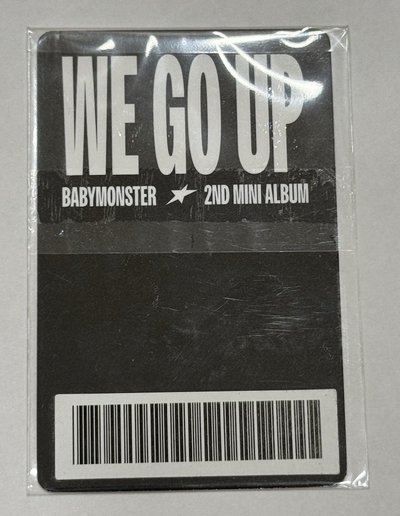 WE GO UP
BABYMONSTER 2ND MINI ALBUM